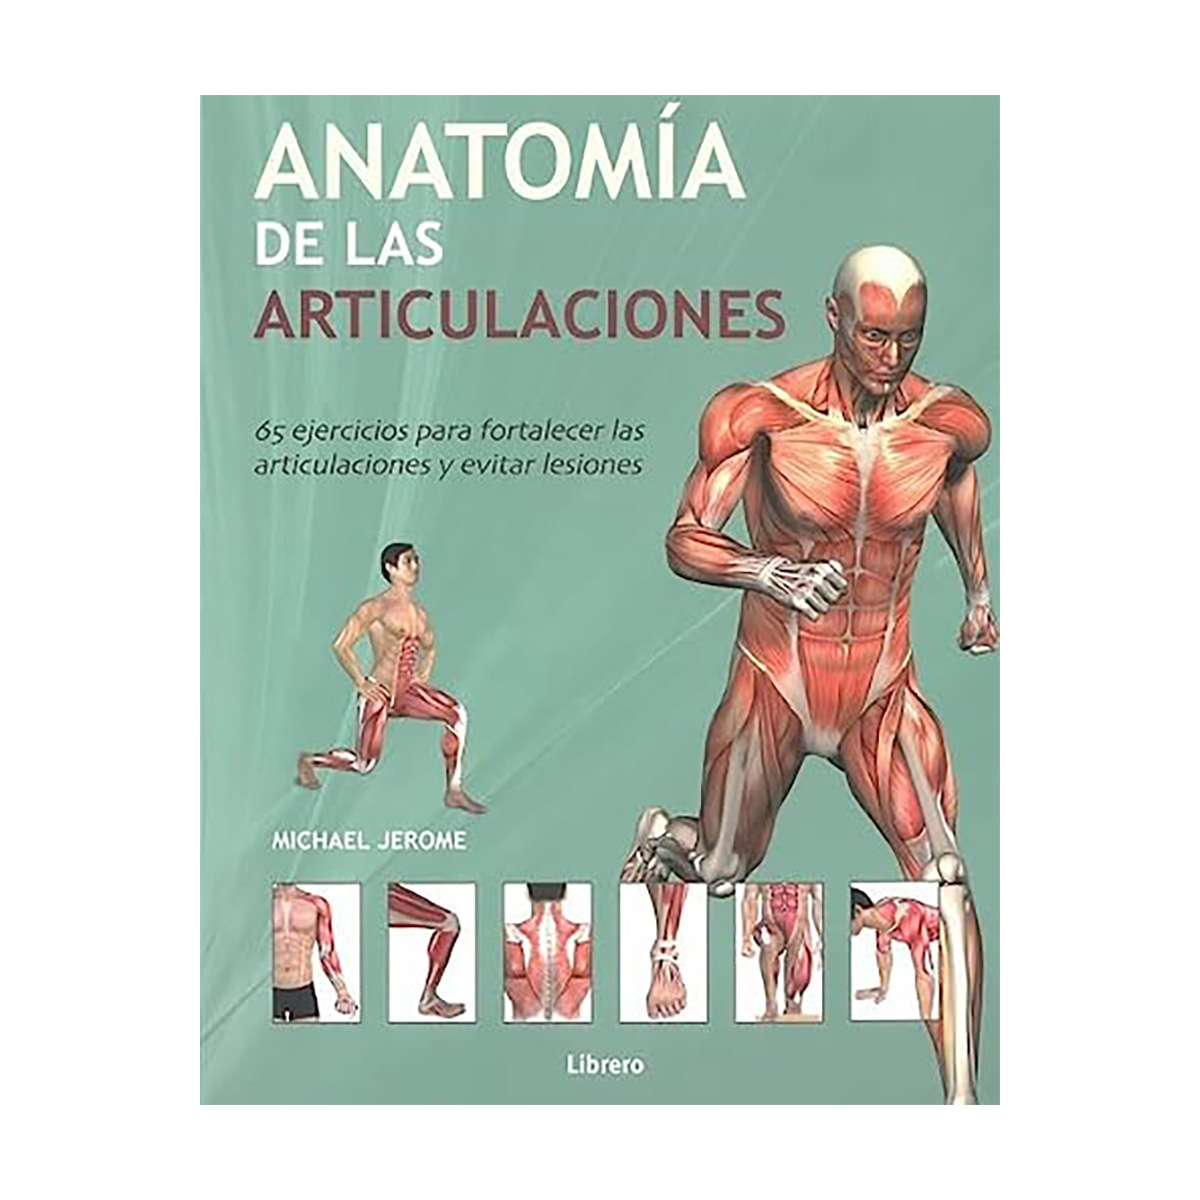 ANATOMÍA
DE LAS
ARTICULACIONES
65 ejercicios para fortalecer las
articulaciones y evitar lesiones
MICHAEL JEROME
Librero